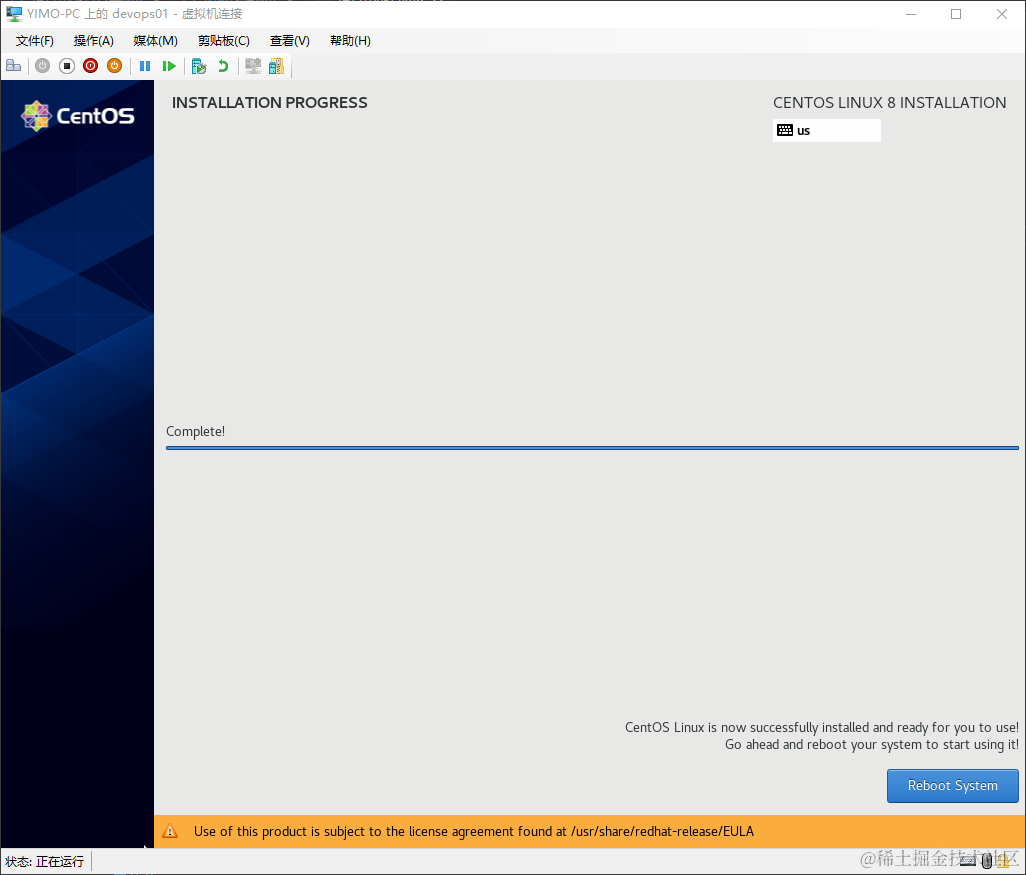 YIMO-PC 上的 devops01 - 虚拟机连接
文件(F) 操作(A) 媒体(M) 剪贴板(C) 查看(V) 帮助(H)
CentOS
INSTALLATION PROGRESS
CENTOS LINUX 8 INSTALLATION
us
Complete!
CentOS Linux is now successfully installed and ready for you to use!
Go ahead and reboot your system to start using it!
Reboot System
Use of this product is subject to the license agreement found at /usr/share/redhat-release/EULA
状态: 正在运行
@稀土掘金技术社区